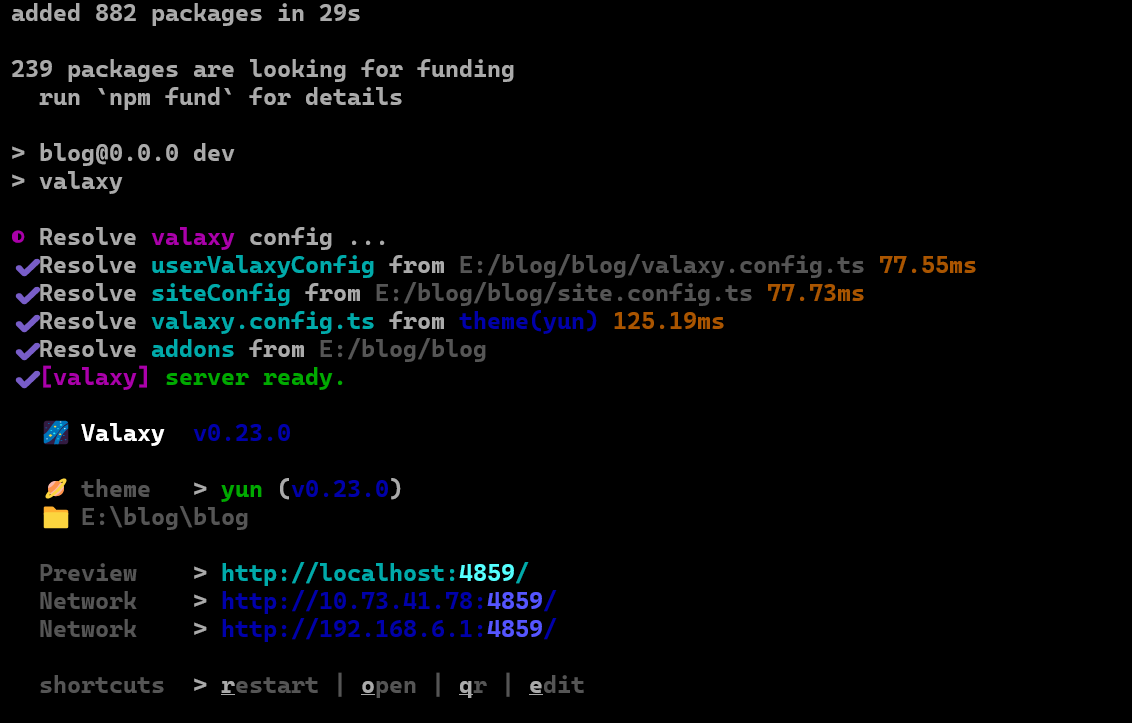 added 882 packages in 29s
239 packages are looking for funding
run `npm fund` for details
> blog@0.0.0 dev
> valaxy
Resolve valaxy config ...
Resolve userValaxyConfig from E:/blog/blog/valaxy.config.ts 77.55ms
Resolve siteConfig from E:/blog/blog/site.config.ts 77.73ms
Resolve valaxy.config.ts from theme(yun) 125.19ms
Resolve addons from E:/blog/blog
[valaxy] server ready.
Valaxy v0.23.0
theme > yun (v0.23.0)
E:\blog\blog
Preview > http://localhost:4859/
Network > http://10.73.41.78:4859/
Network > http://192.168.6.1:4859/
shortcuts > restart | open | qr | edit